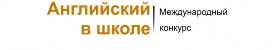 Английский
в школе
Международный
конкурс